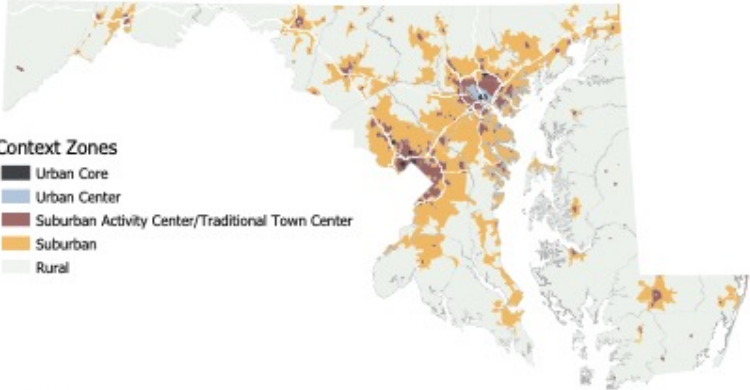 Context Zones
Urban Core
Urban Center
Suburban Activity Center/Traditional Town Center
Suburban
Rural